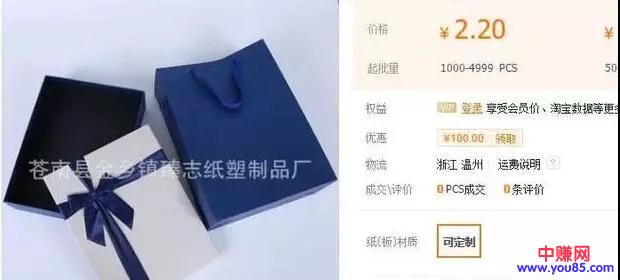 苍南县金乡镇臻志纸塑制品厂
价格 ¥2.20 ¥
起批量 1000-4999 PCS 50
权益 VIP 登录 享受会员价、淘宝数据等更多
优惠 ¥100.00 领取
物流 浙江 温州 运费说明 ?
成交\评价 0 PCS成交 0 条评价
纸(板)材质 可定制
中赚网
www.you85.com